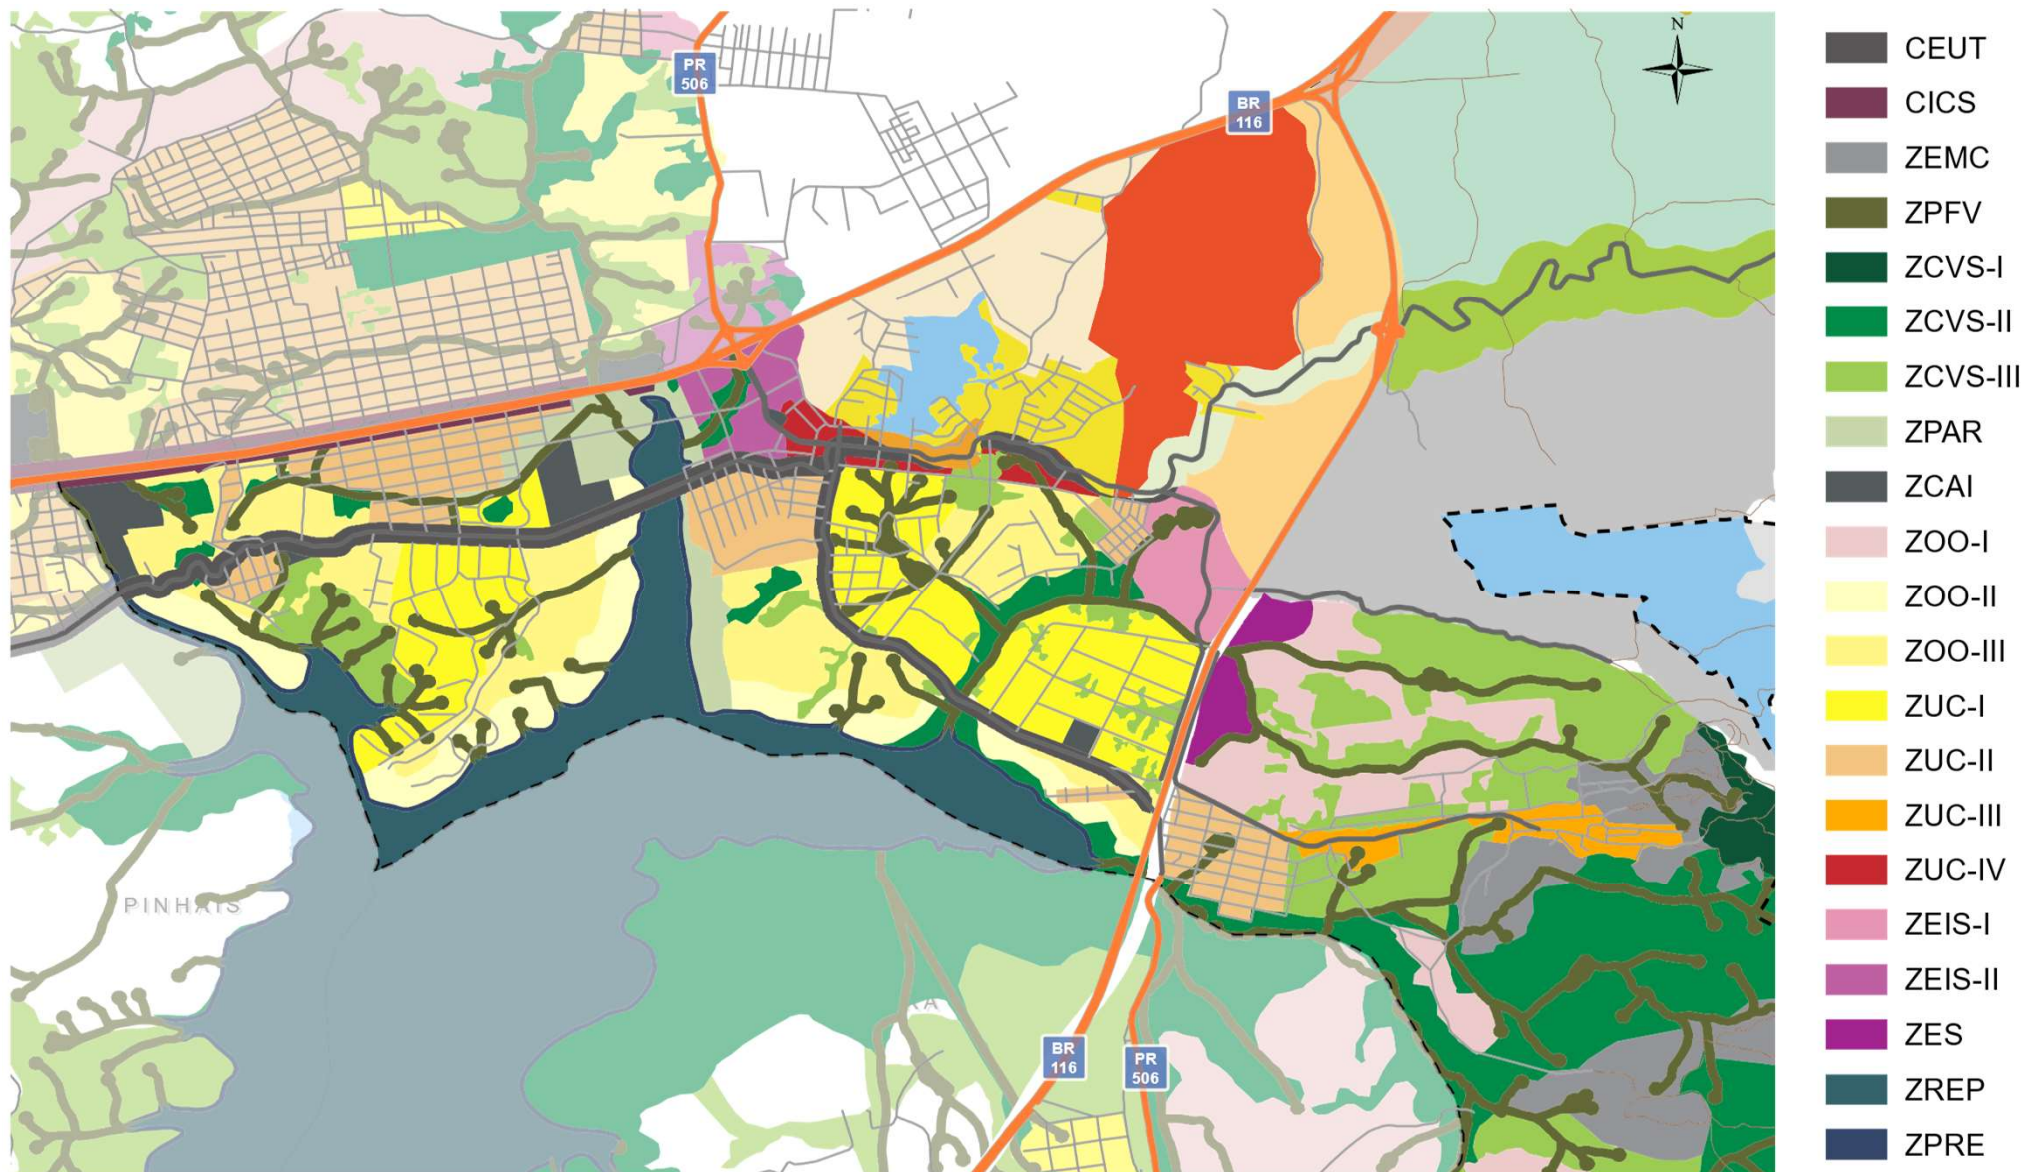 N
PR
506
BR
116
PINHAIS
RA
BR
116
PR
506
CEUT
CICS
ZEMC
ZPFV
ZCVS-I
ZCVS-II
ZCVS-III
ZPAR
ZCAI
ZOO-I
ZOO-II
ZOO-III
ZUC-I
ZUC-II
ZUC-III
ZUC-IV
ZEIS-I
ZEIS-II
ZES
ZREP
ZPRE